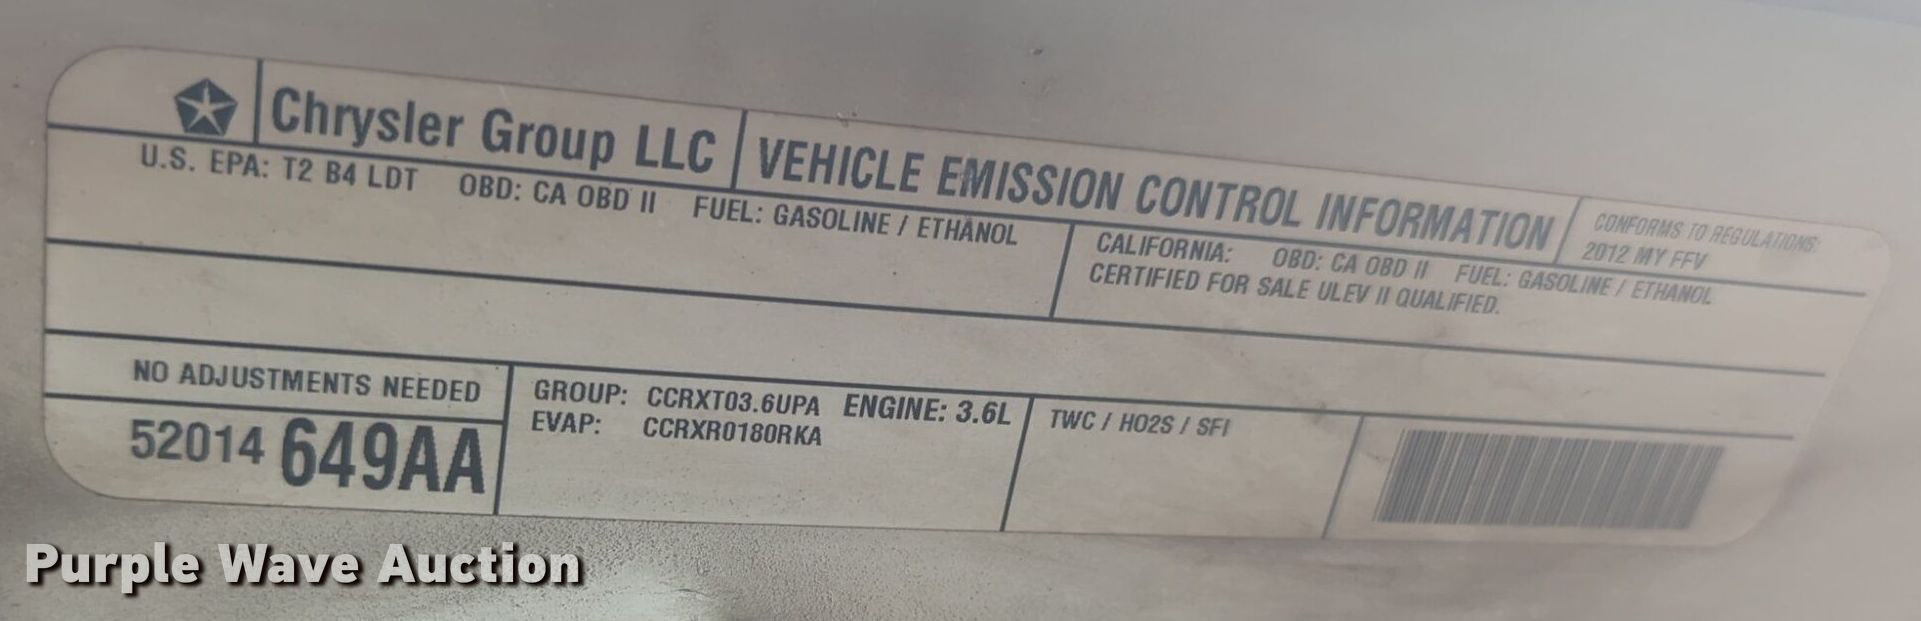 Chrysler Group LLC
VEHICLE EMISSION CONTROL INFORMATION
CONFORMS TO REGULATIONS:
2012 MY FFV
U.S. EPA: T2 B4 LDT OBD: CA OBD II FUEL: GASOLINE / ETHANOL
CALIFORNIA: OBD: CA OBD II FUEL: GASOLINE / ETHANOL
CERTIFIED FOR SALE ULEV II QUALIFIED.
NO ADJUSTMENTS NEEDED
52014 649AA
GROUP: CCRXT03.6UPA ENGINE: 3.6L
EVAP: CCRXR0180RKA
TWC / HO2S / SFI
Purple Wave Auction